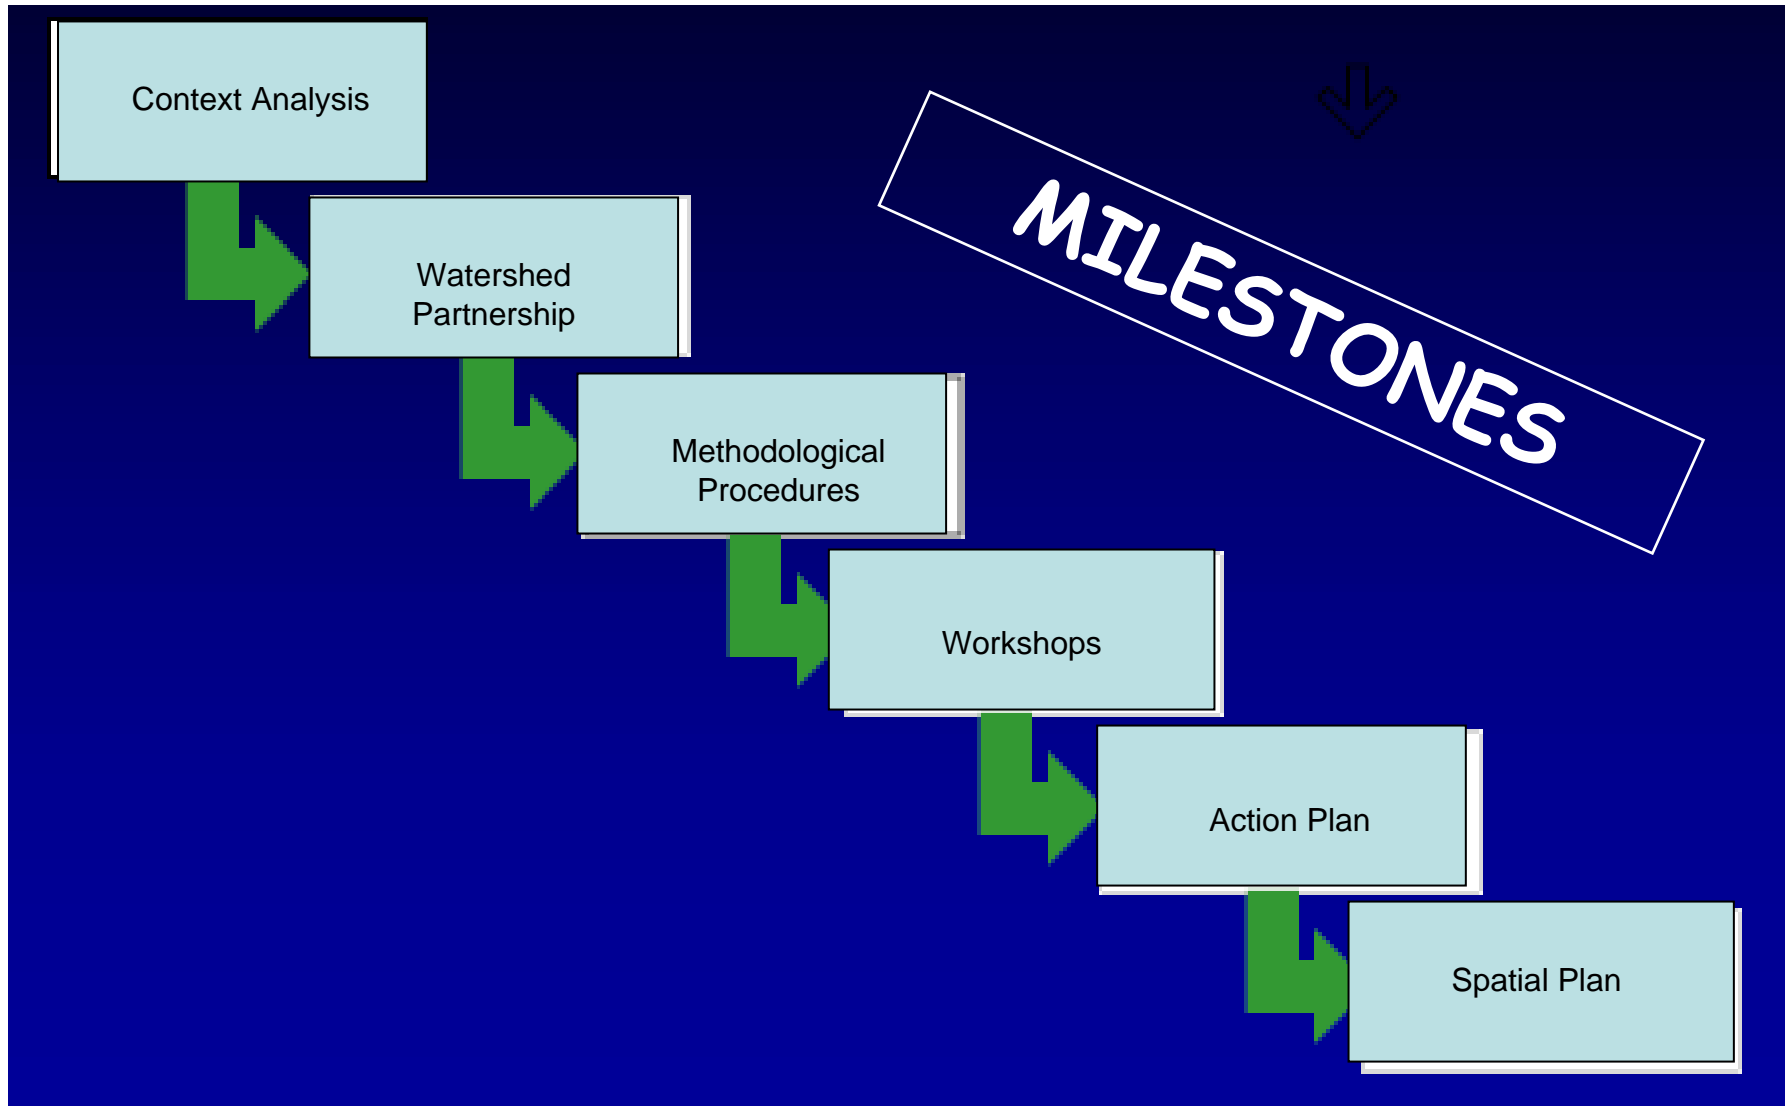 Context Analysis
MILESTONES
Watershed
Partnership
Methodological
Procedures
Workshops
Action Plan
Spatial Plan